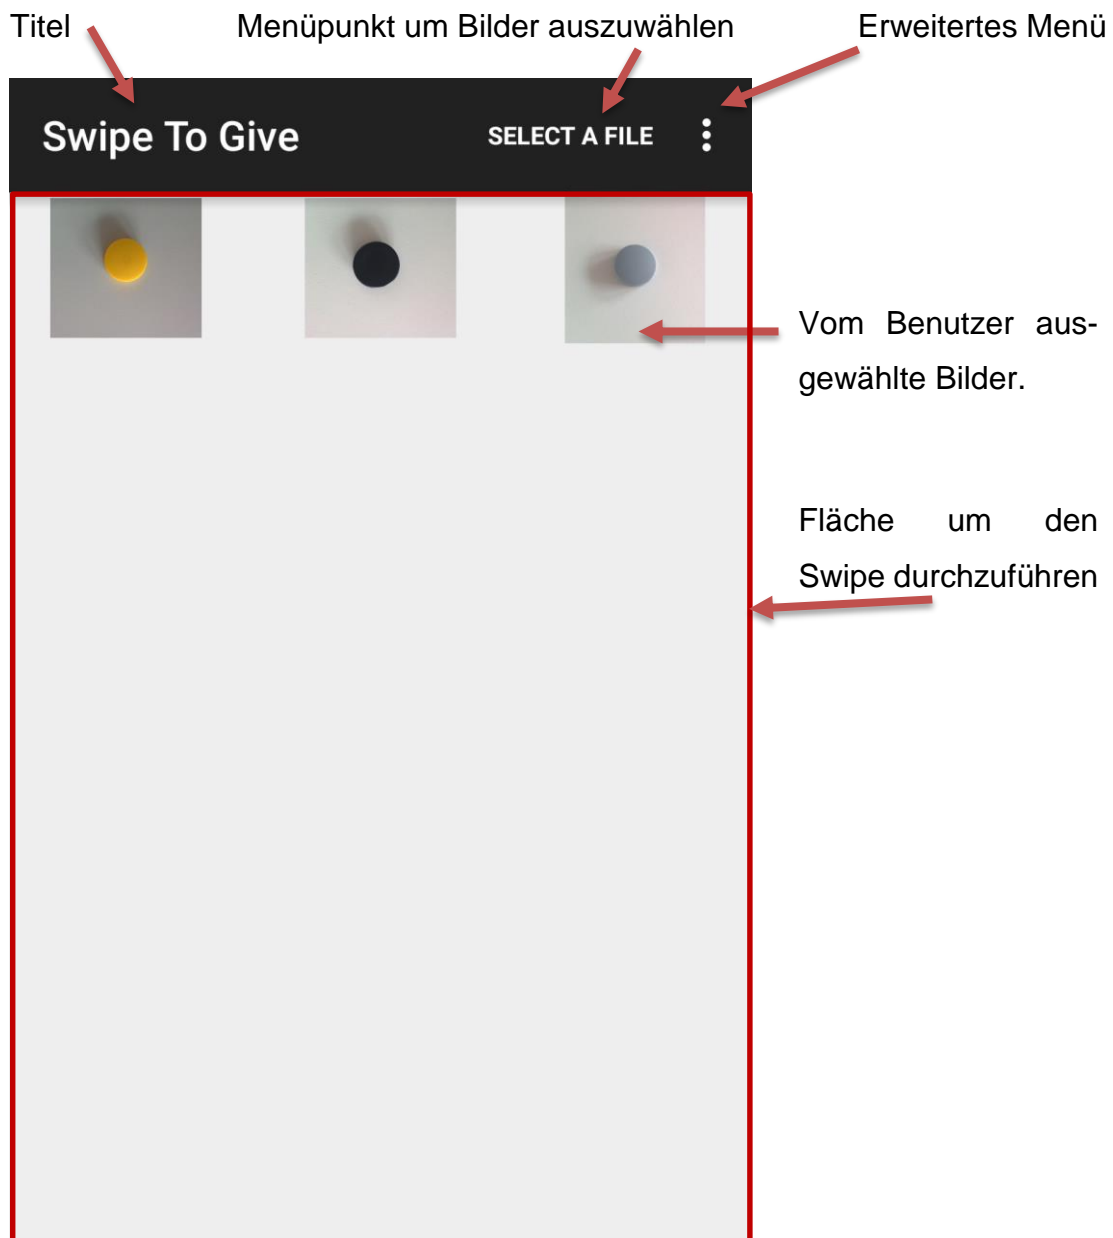 Titel
Menüpunkt um Bilder auszuwählen
Erweitertes Menü
Swipe To Give
SELECT A FILE
Vom Benutzer aus-
gewählte Bilder.
Fläche um den
Swipe durchzuführen